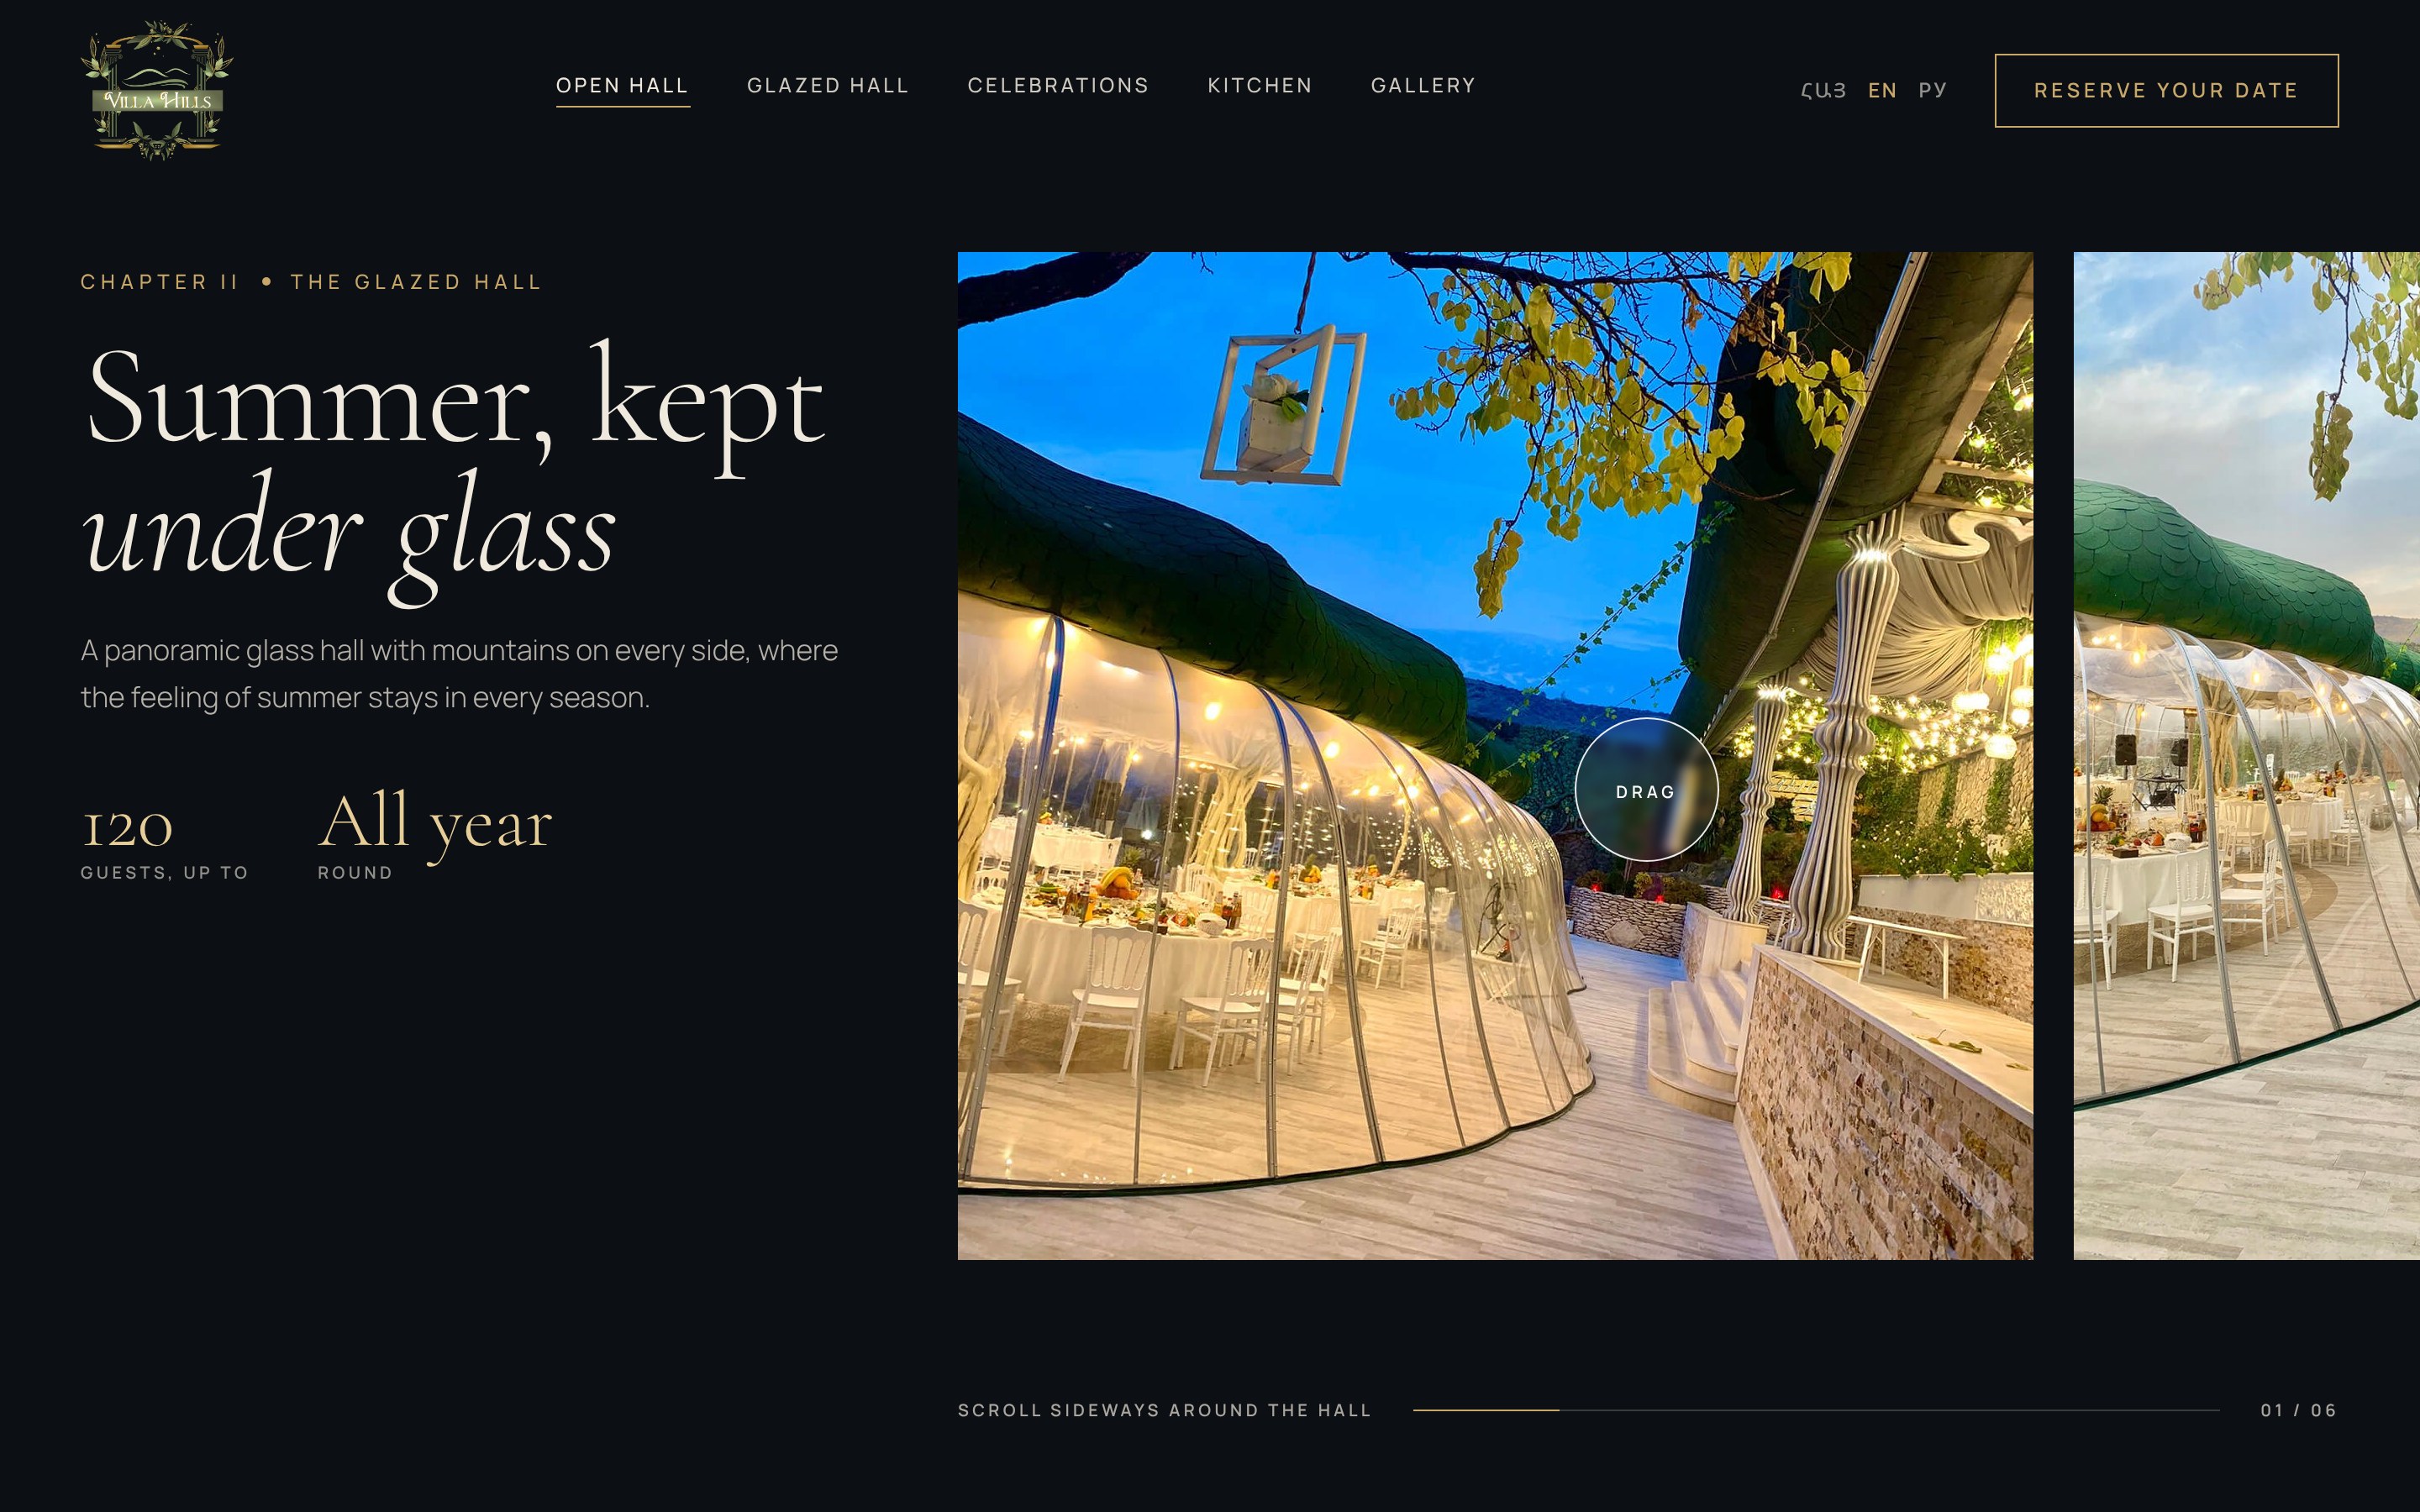 VILLA HILLS
OPEN HALL
GLAZED HALL
CELEBRATIONS
KITCHEN
GALLERY
ՀԱՅ
EN
РУ
RESERVE YOUR DATE
CHAPTER II • THE GLAZED HALL
Summer, kept
under glass
A panoramic glass hall with mountains on every side, where
the feeling of summer stays in every season.
120
GUESTS, UP TO
All year
ROUND
DRAG
SCROLL SIDEWAYS AROUND THE HALL
01 / 06